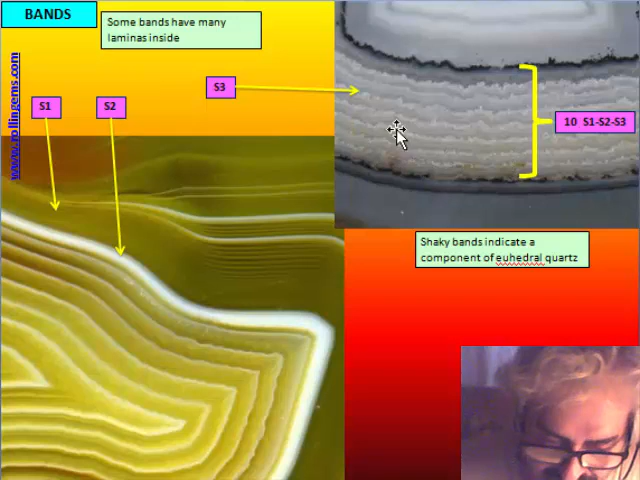 BANDS
Some bands have many
laminas inside
www.rollingems.com
S1
S2
S3
10 S1-S2-S3
Shaky bands indicate a
component of euhedral quartz